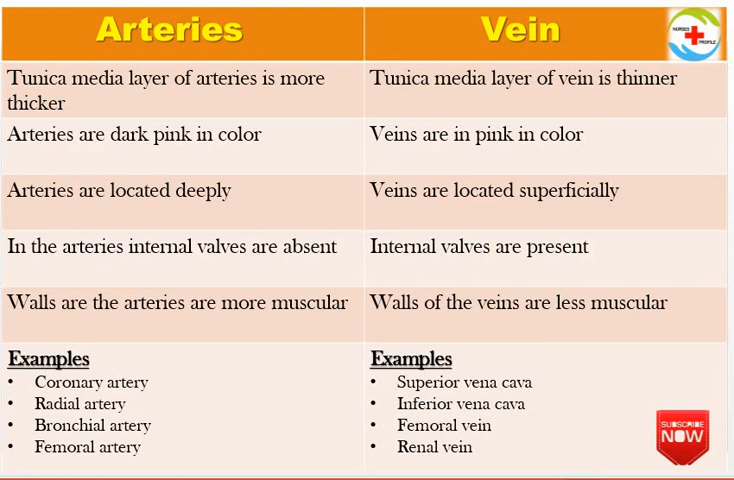 Arteries
Vein
NURSES
PROFILE
Tunica media layer of arteries is more
thicker
Tunica media layer of vein is thinner
Arteries are dark pink in color
Veins are in pink in color
Arteries are located deeply
Veins are located superficially
In the arteries internal valves are absent
Internal valves are present
Walls are the arteries are more muscular
Walls of the veins are less muscular
Examples
• Coronary artery
• Radial artery
• Bronchial artery
• Femoral artery
Examples
• Superior vena cava
• Inferior vena cava
• Femoral vein
• Renal vein
SUBSCRIBE
NOW